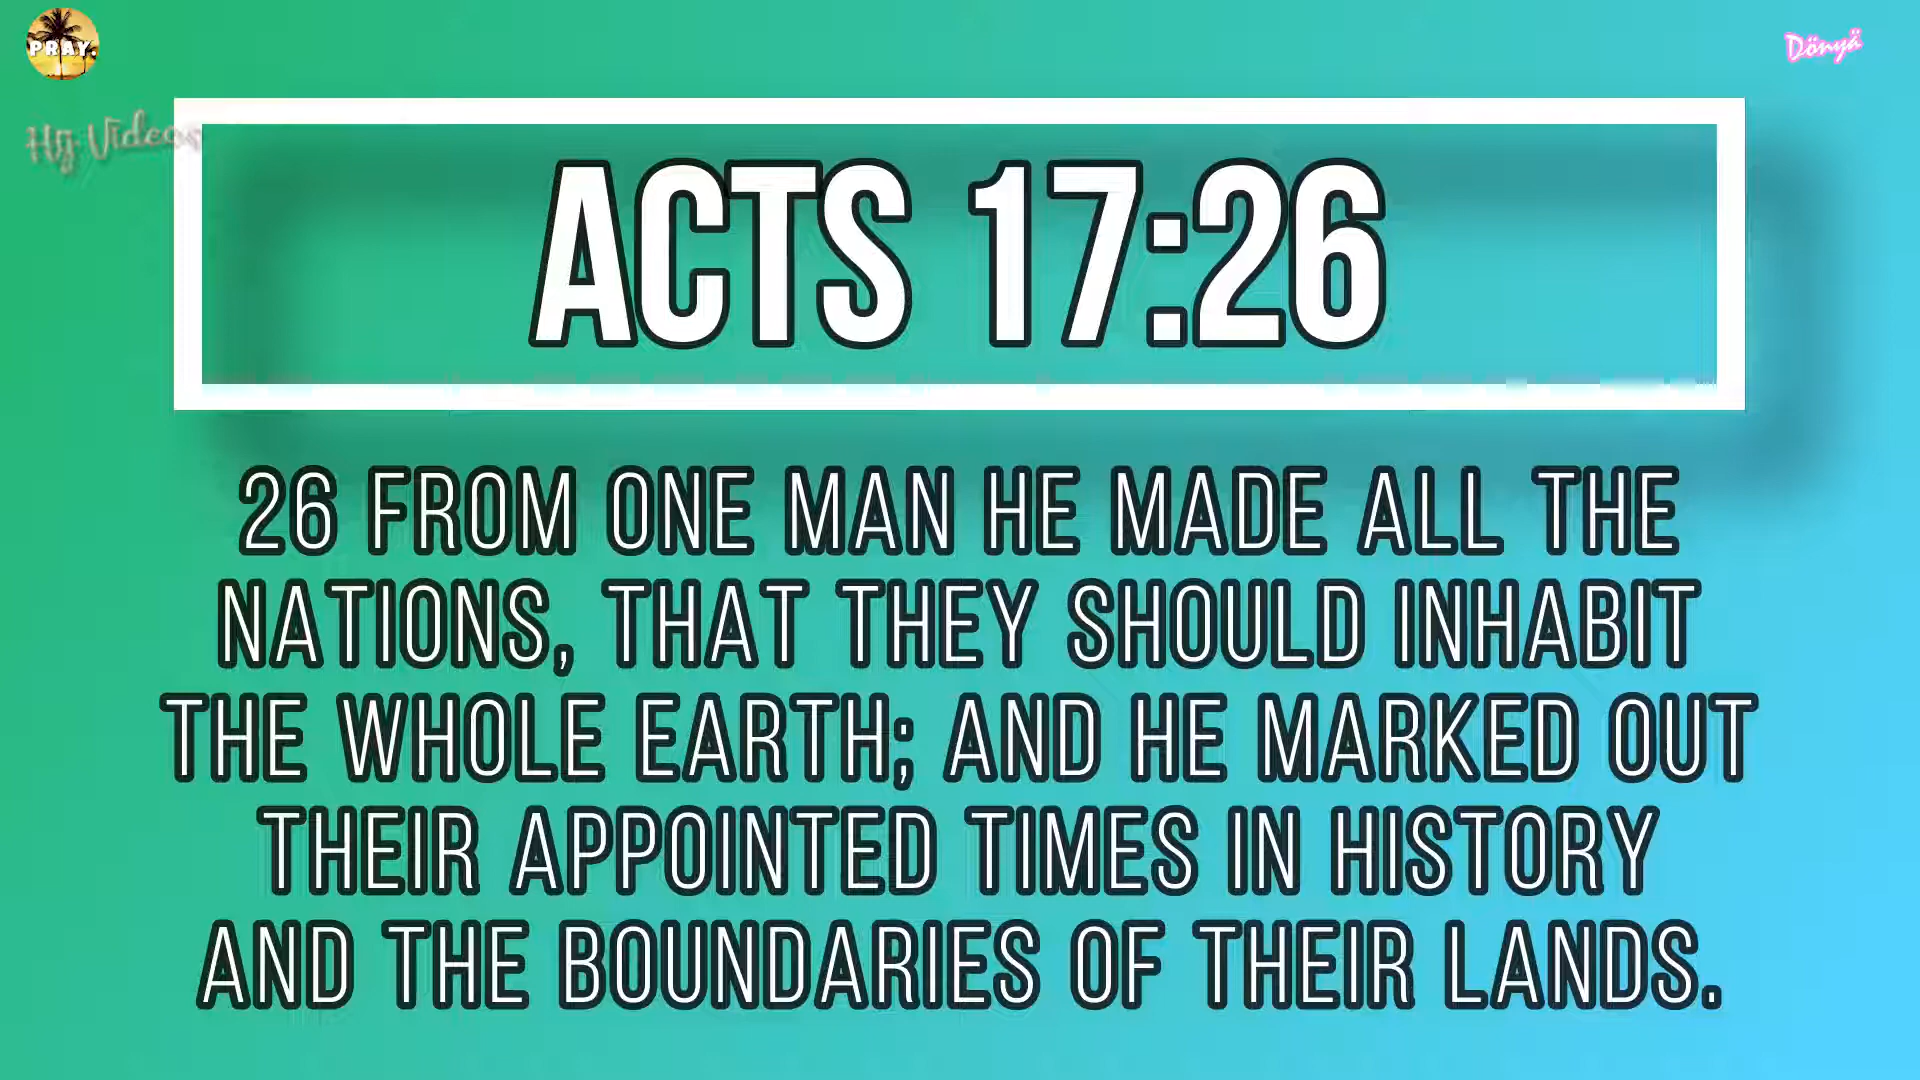 PRAY.
Dönyä
Hg Videos
ACTS 17:26
26 FROM ONE MAN HE MADE ALL THE
NATIONS, THAT THEY SHOULD INHABIT
THE WHOLE EARTH; AND HE MARKED OUT
THEIR APPOINTED TIMES IN HISTORY
AND THE BOUNDARIES OF THEIR LANDS.